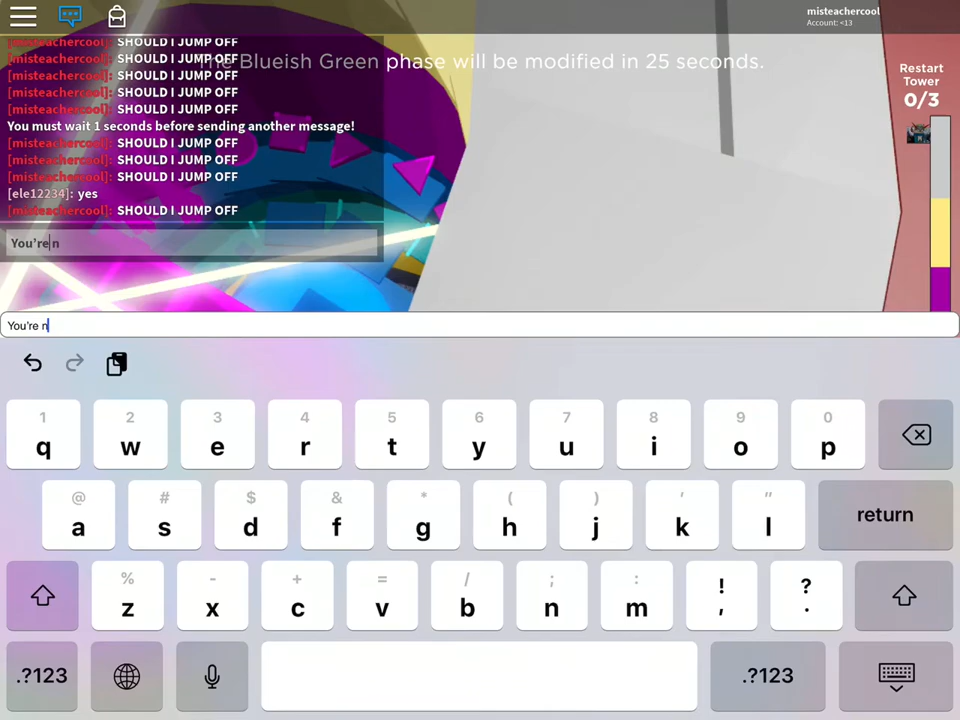 misteachercool
Account: <13
[misteachercool]: SHOULD I JUMP OFF
[misteachercool]: SHOULD I JUMP OFF
[misteachercool]: SHOULD I JUMP OFF
[misteachercool]: SHOULD I JUMP OFF
[misteachercool]: SHOULD I JUMP OFF
You must wait 1 seconds before sending another message!
[misteachercool]: SHOULD I JUMP OFF
[misteachercool]: SHOULD I JUMP OFF
[misteachercool]: SHOULD I JUMP OFF
[ele12234]: yes
[misteachercool]: SHOULD I JUMP OFF
Blueish Green phase will be modified in 25 seconds.
Restart
Tower
0/3
You're n
You're n
1 2 3 4 5 6 7 8 9 0
q w e r t y u i o p
@ # $ & * ( ) ' "
a s d f g h j k l return
% - + = / ; : ! ?
z x c v b n m , .
.?123 .?123